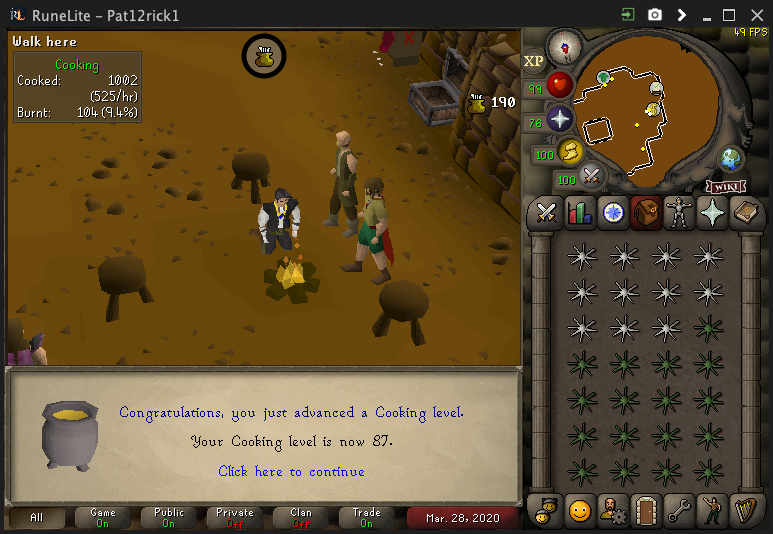 RuneLite - Pat12rick1
Walk here
49 FPS
Cooking
Cooked: 1002
(525/hr)
Burnt: 104 (9.4%)
190
XP
99
76
100
100
WIKI
Congratulations, you just advanced a Cooking level.
Your Cooking level is now 87.
Click here to continue
All
Game
On
Public
On
Private
Off
Clan
Off
Trade
On
Mar. 28, 2020